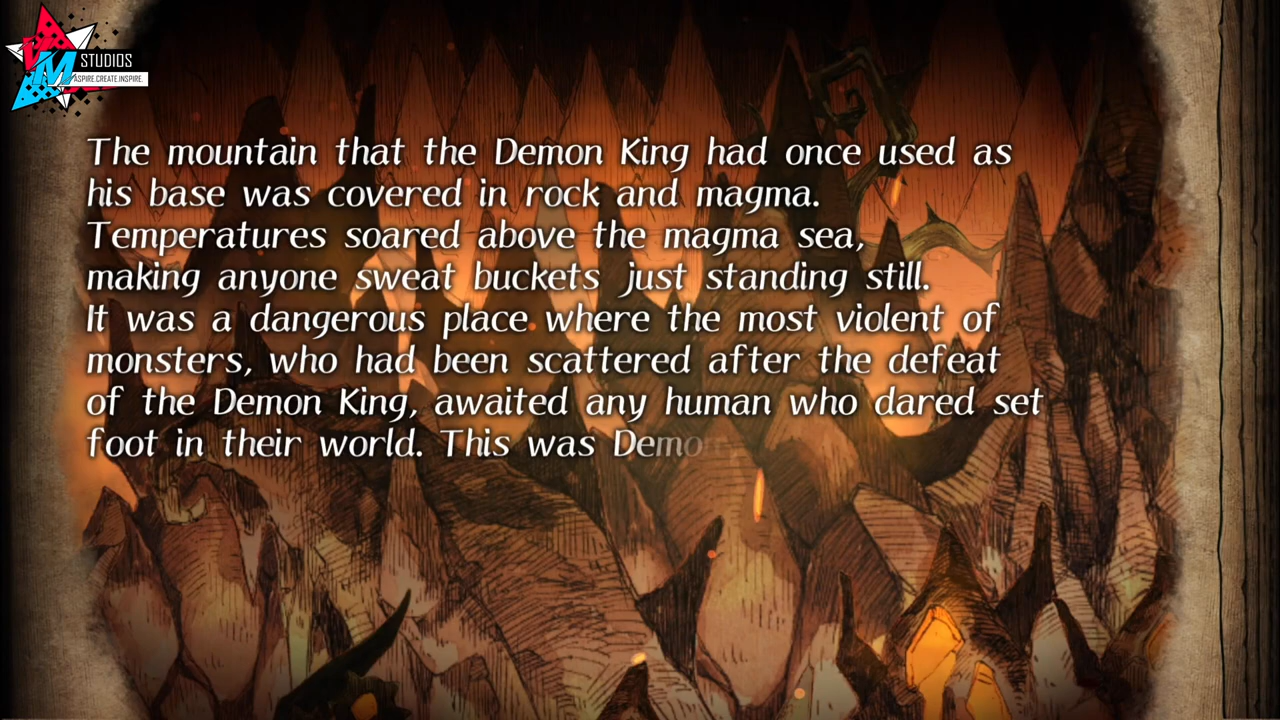 VM
STUDIOS
ASPIRE.CREATE.INSPIRE.
The mountain that the Demon King had once used as
his base was covered in rock and magma.
Temperatures soared above the magma sea,
making anyone sweat buckets just standing still.
It was a dangerous place where the most violent of
monsters, who had been scattered after the defeat
of the Demon King, awaited any human who dared set
foot in their world. This was Demo